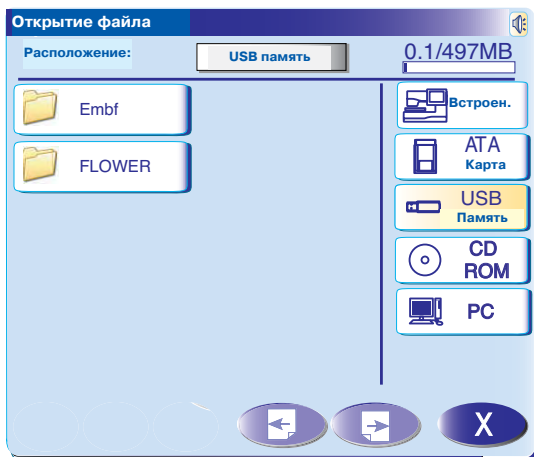 Открытие файла
Расположение:
USB память
0.1/497MB
Embf
FLOWER
Встроен.
ATA
Карта
USB
Память
CD
ROM
PC
X